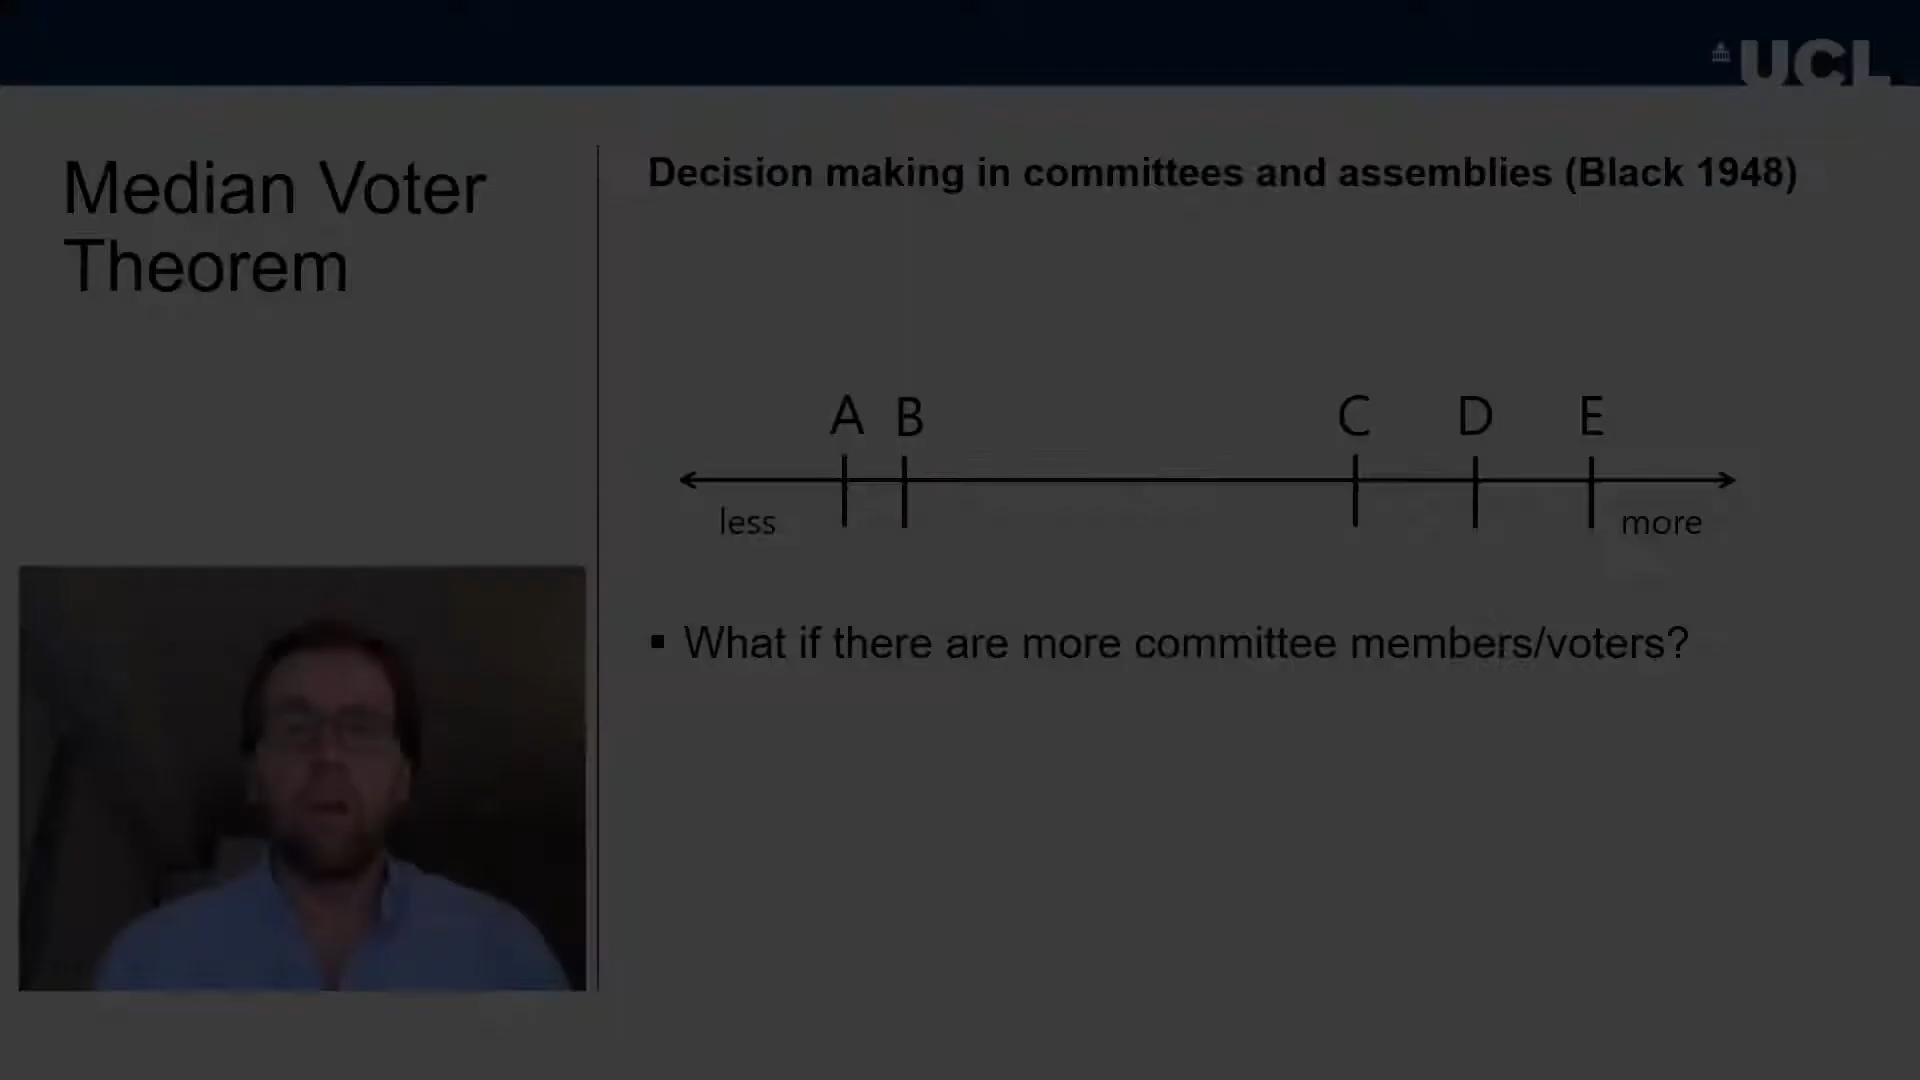 UCL
Median Voter
Theorem
Decision making in committees and assemblies (Black 1948)
A B C D E
less more
▪ What if there are more committee members/voters?